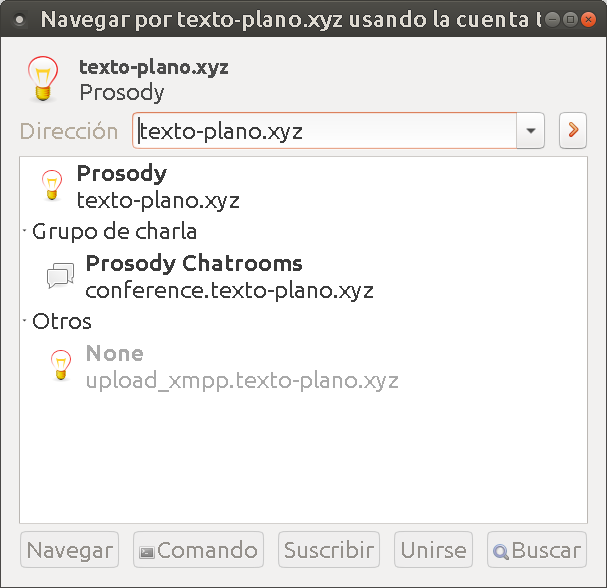 Navegar por texto-plano.xyz usando la cuenta t
texto-plano.xyz
Prosody
Dirección texto-plano.xyz
Prosody
texto-plano.xyz
Grupo de charla
Prosody Chatrooms
conference.texto-plano.xyz
Otros
None
upload_xmpp.texto-plano.xyz
Navegar Comando Suscribir Unirse Buscar